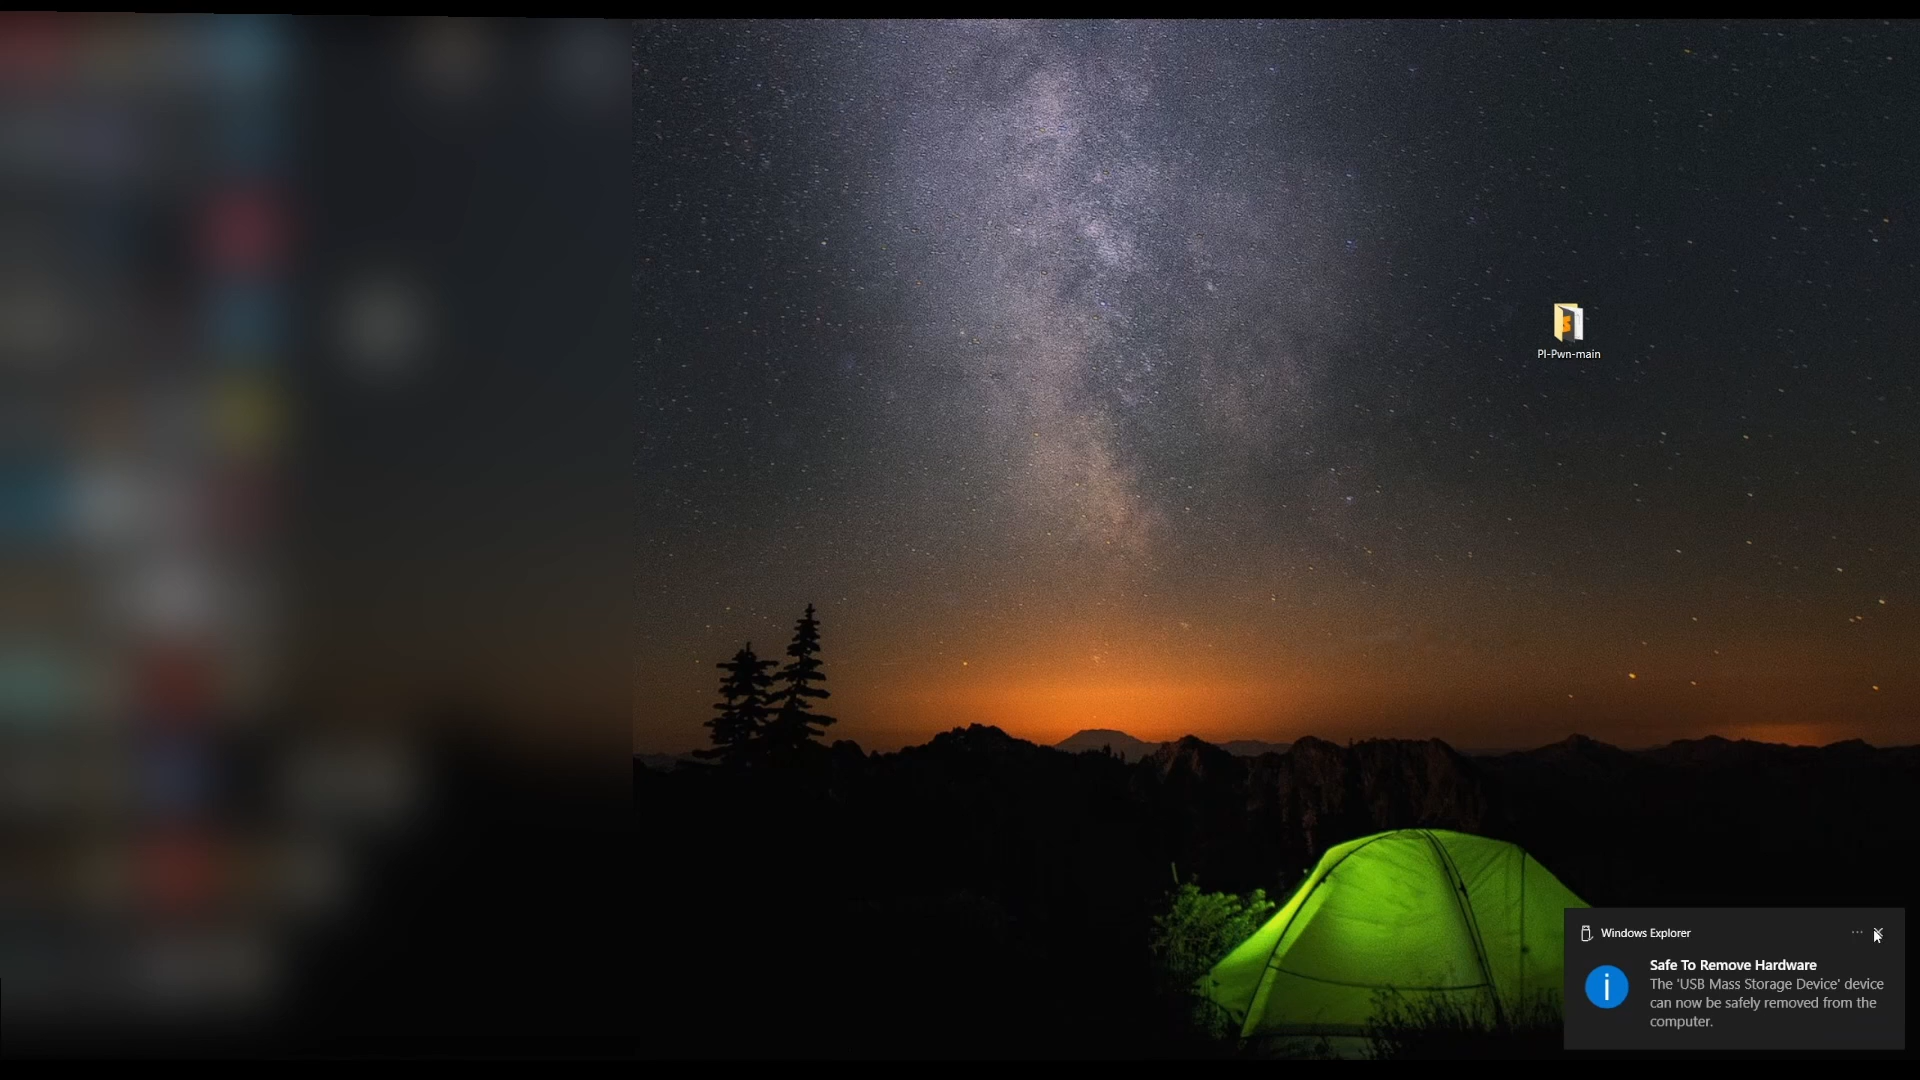 PI-Pwn-main
Windows Explorer
Safe To Remove Hardware
The 'USB Mass Storage Device' device
can now be safely removed from the
computer.